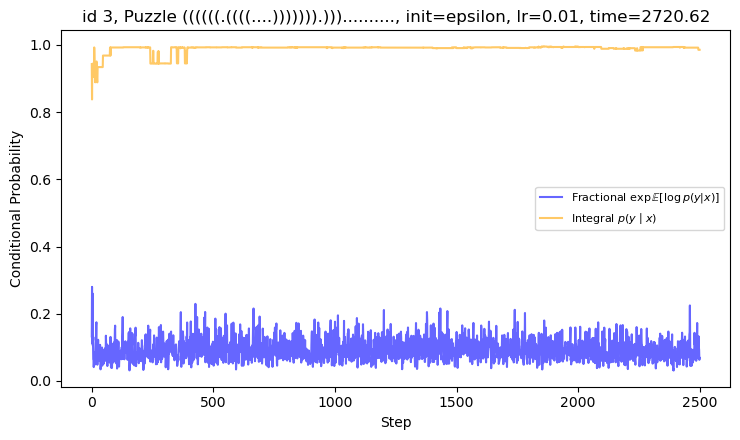 id 3, Puzzle ((((((.((((....))))))).)))).........., init=epsilon, lr=0.01, time=2720.62
Conditional Probability
1.0
0.8
0.6
0.4
0.2
0.0
Fractional exp𝔼[log p(y|x)]
Integral p(y | x)
0
500
1000
1500
2000
2500
Step